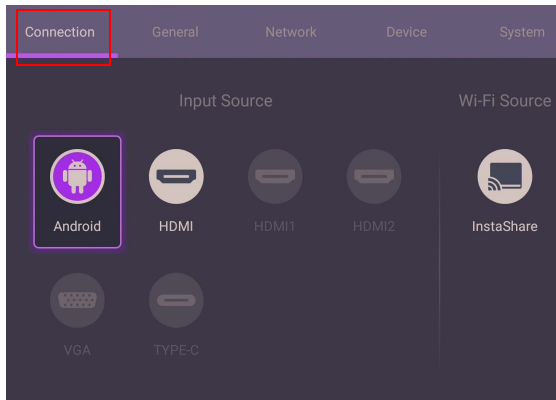 Connection General Network Device System
Input Source Wi-Fi Source
Android HDMI HDMI1 HDMI2 InstaShare
VGA TYPE-C